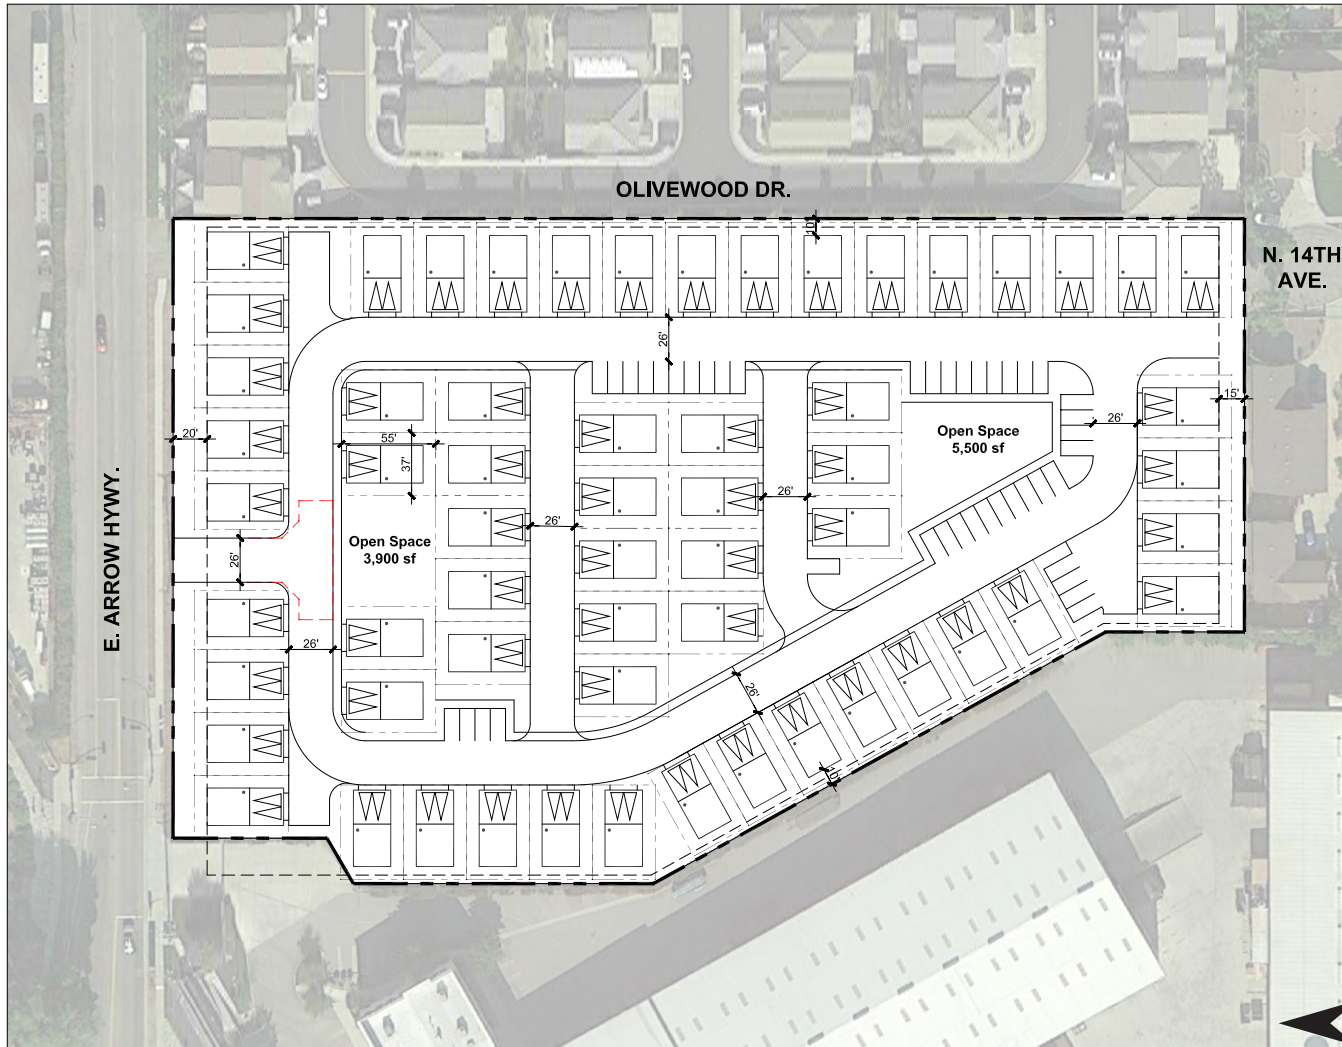 OLIVEWOOD DR.
10'
N. 14TH
AVE.
26'
15'
20'
55'
37'
26'
Open Space
5,500 sf
26'
26'
Open Space
3,900 sf
26'
E. ARROW HYWY.
26'
26'
10'